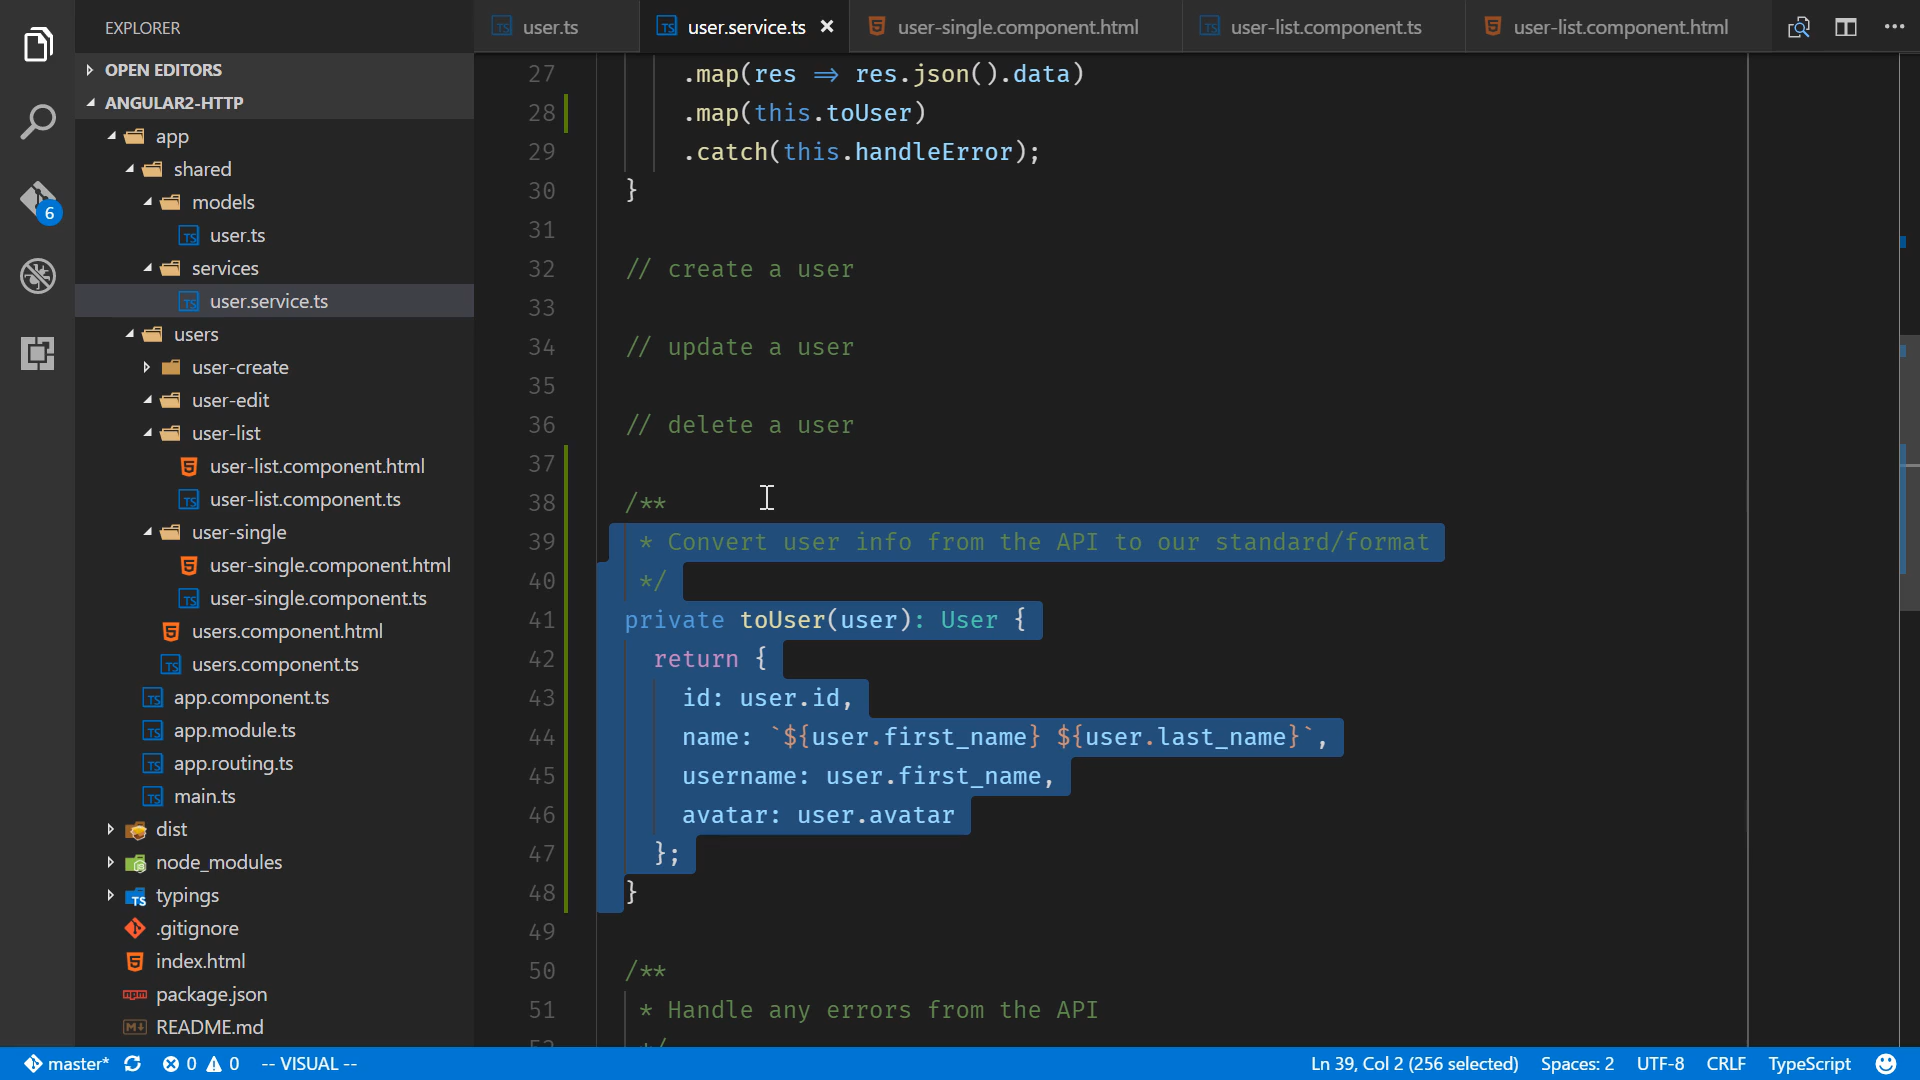 EXPLORER
OPEN EDITORS
ANGULAR2-HTTP
app
shared
models
user.ts
services
user.service.ts
users
user-create
user-edit
user-list
user-list.component.html
user-list.component.ts
user-single
user-single.component.html
user-single.component.ts
users.component.html
users.component.ts
app.component.ts
app.module.ts
app.routing.ts
main.ts
dist
node_modules
typings
.gitignore
index.html
package.json
README.md
6
user.ts
user.service.ts
user-single.component.html
user-list.component.ts
user-list.component.html
27 .map(res => res.json().data)
28 .map(this.toUser)
29 .catch(this.handleError);
30 }
31
32 // create a user
33
34 // update a user
35
36 // delete a user
37
38 /**
39 * Convert user info from the API to our standard/format
40 */
41 private toUser(user): User {
42 return {
43 id: user.id,
44 name: `${user.first_name} ${user.last_name}`,
45 username: user.first_name,
46 avatar: user.avatar
47 };
48 }
49
50 /**
51 * Handle any errors from the API
52 */
master* 0 0 -- VISUAL -- Ln 39, Col 2 (256 selected) Spaces: 2 UTF-8 CRLF TypeScript